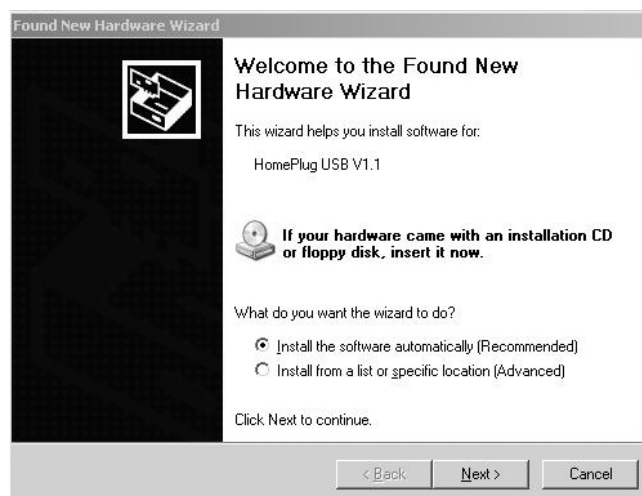 Found New Hardware Wizard
Welcome to the Found New
Hardware Wizard
This wizard helps you install software for:
HomePlug USB V1.1
If your hardware came with an installation CD
or floppy disk, insert it now.
What do you want the wizard to do?
Install the software automatically (Recommended)
Install from a list or specific location (Advanced)
Click Next to continue.
< Back
Next >
Cancel